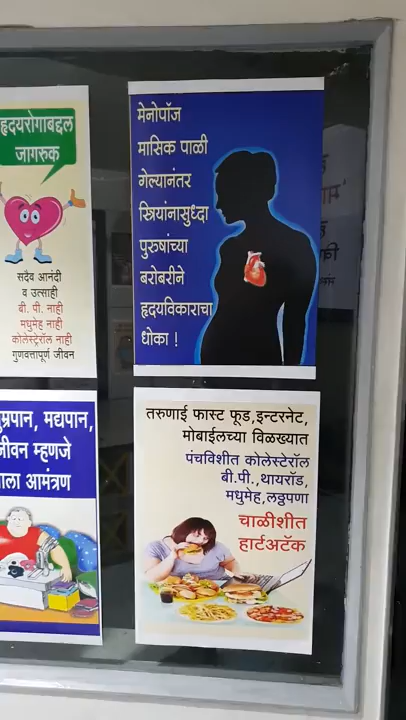 हृदयरोगाबद्दल
जागरुक
सदैव आनंदी
व उत्साही
बी. पी. नाही
मधुमेह नाही
कोलेस्ट्रॉल नाही
गुणवत्तापूर्ण जीवन
मेनोपॉज
मासिक पाळी
गेल्यानंतर
स्त्रियांनासुध्दा
पुरुषांच्या
बरोबरीने
हृदयविकाराचा
धोका !
म्रपान, मद्यपान,
जीवन म्हणजे
ाला आमंत्रण
तरुणाई फास्ट फूड,इन्टरनेट,
मोबाईलच्या विळख्यात
पंचविशीत कोलेस्टेरॉल
बी.पी.,थायरॉड,
मधुमेह,लठ्ठपणा
चाळीशीत
हार्टअटॅक